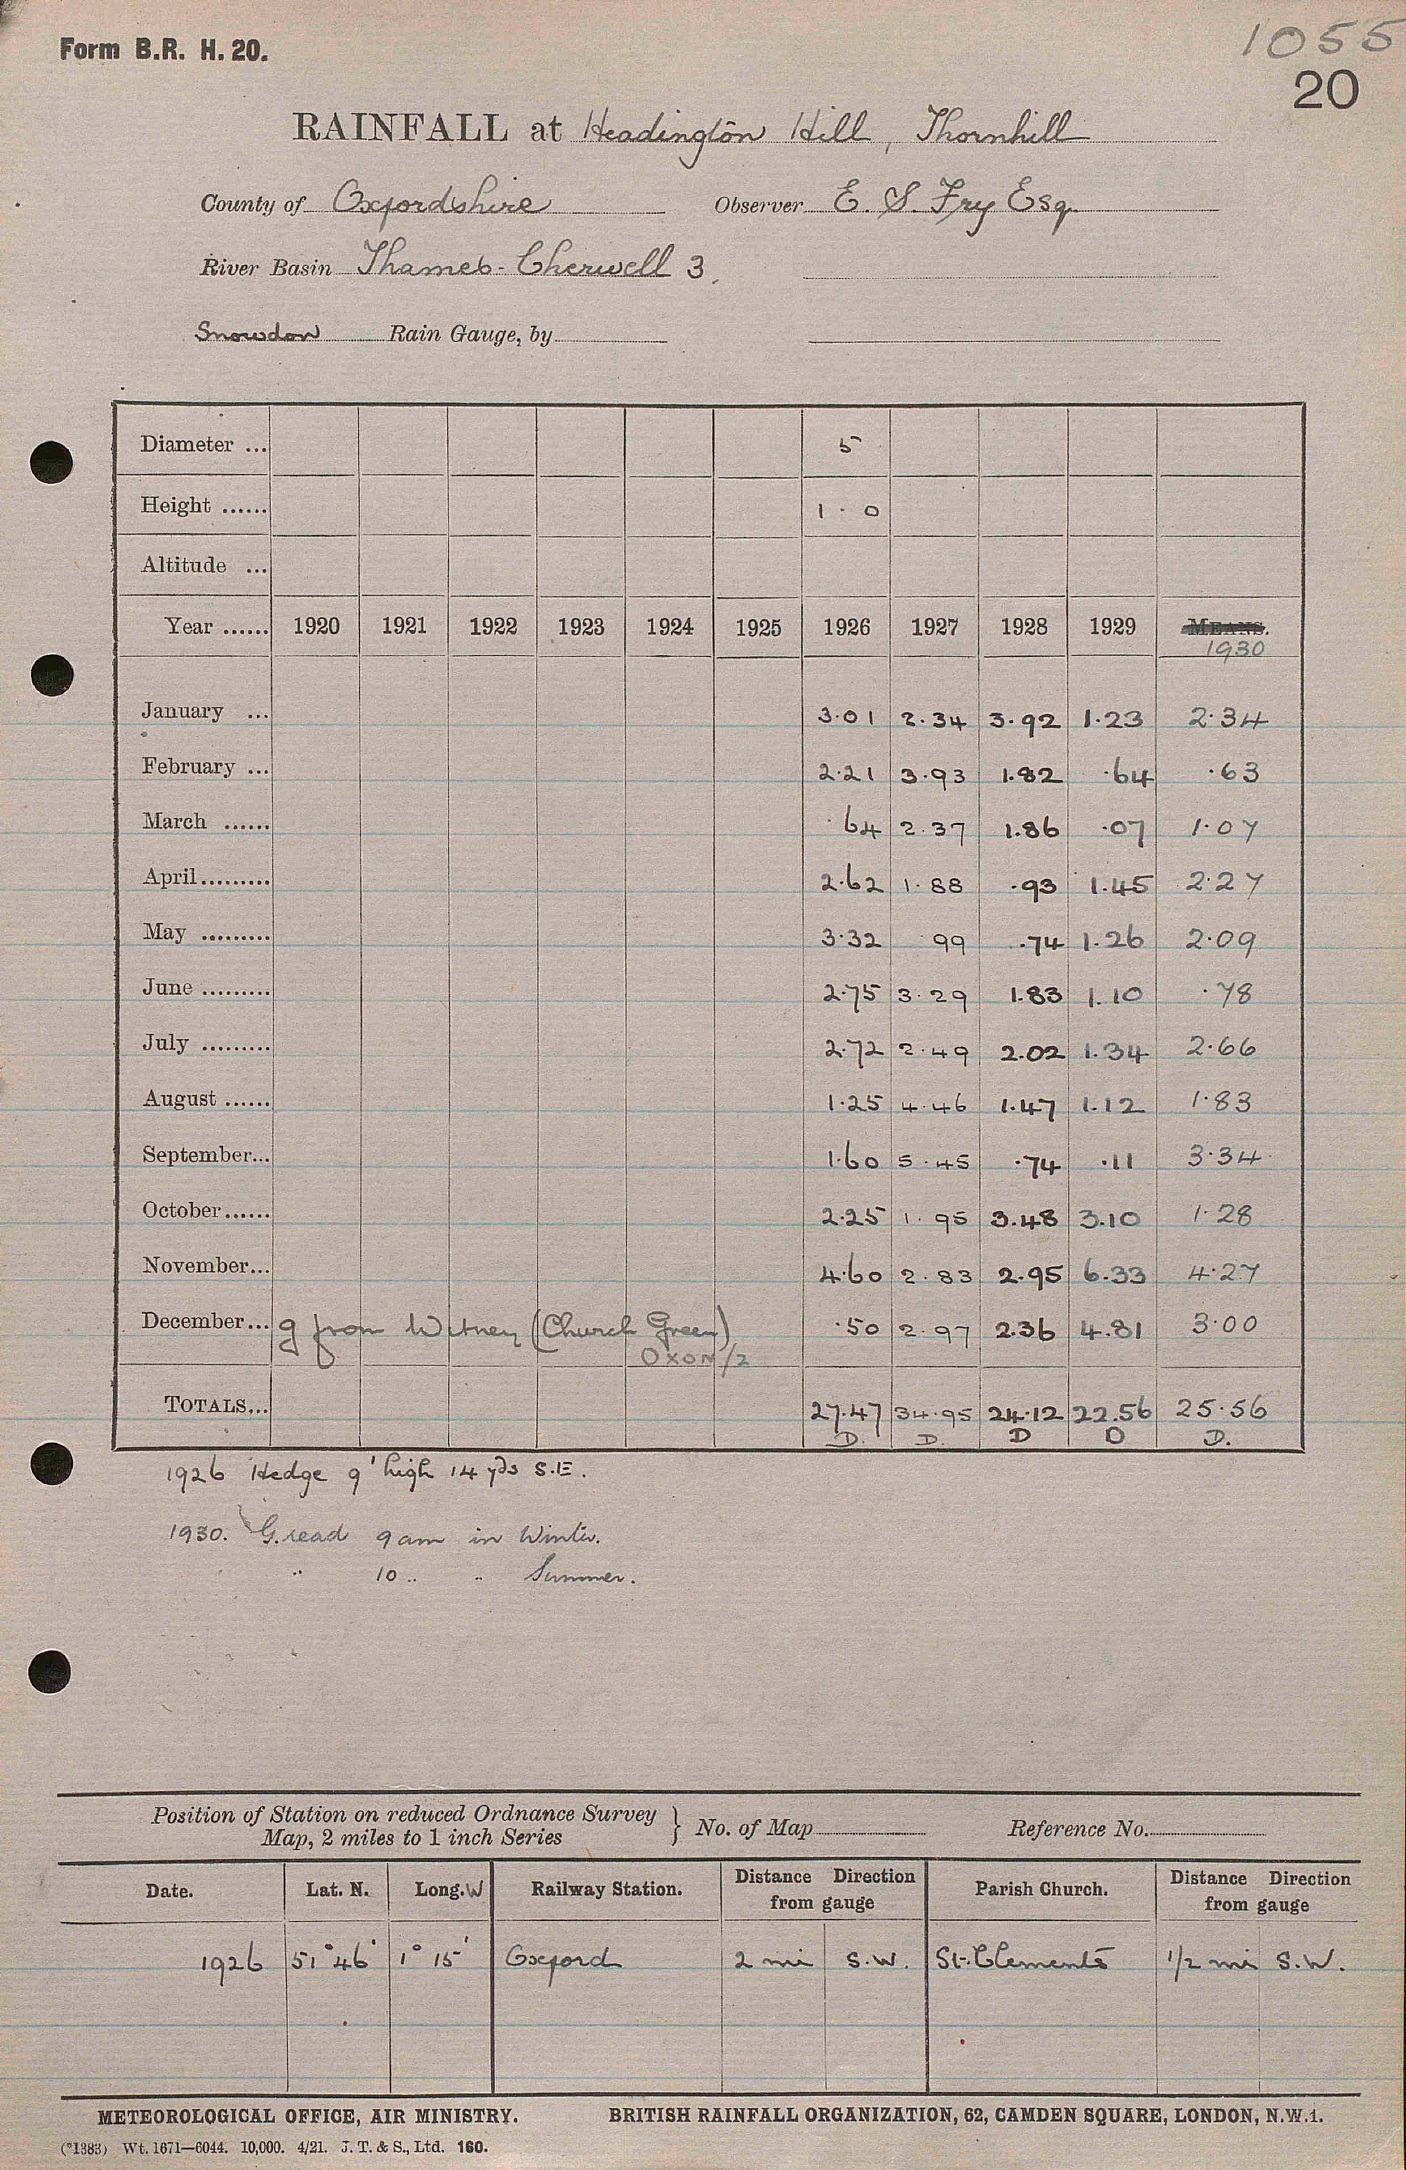 Form B.R. H. 20.
1055
20
RAINFALL at Headington Hill, Thornhill
County of Oxfordshire Observer E. S. Fry Esq.
River Basin Thames - Cherwell 3
Snowdon Rain Gauge, by
Diameter ... 5
Height ...... 1 . 0
Altitude ...
Year ...... 1920 1921 1922 1923 1924 1925 1926 1927 1928 1929 MEANS.
1930
January ... 3.01 2.34 3.92 1.23 2.34
February ... 2.21 3.93 1.82 .64 .63
March ...... .64 2.37 1.86 .07 1.07
April......... 2.62 1.88 .93 1.45 2.27
May ......... 3.32 99 .74 1.26 2.09
June ......... 2.75 3.29 1.83 1.10 .78
July ......... 2.72 2.49 2.02 1.34 2.66
August ...... 1.25 4.46 1.47 1.12 1.83
September... 1.60 5.45 .74 .11 3.34
October...... 2.25 1.95 3.48 3.10 1.28
November... 4.60 2.83 2.95 6.33 4.27
December... g from Witney (Church Green) .50 2.97 2.36 4.81 3.00
OXON/2
TOTALS... 27.47 34.95 24.12 22.56 25.56
D. D. D D D.
1926 Hedge 9' high 14 yds S.E.
1930. G. read 9 am in Winter.
" 10 " " Summer.
Position of Station on reduced Ordnance Survey
Map, 2 miles to 1 inch Series } No. of Map Reference No.
Date. Lat. N. Long. W Railway Station. Distance Direction from gauge Parish Church. Distance Direction from gauge
1926 51° 46' 1° 15' Oxford 2 mi S.W. St. Clements 1/2 mi S.W.
METEOROLOGICAL OFFICE, AIR MINISTRY. BRITISH RAINFALL ORGANIZATION, 62, CAMDEN SQUARE, LONDON, N.W.1.
(*1383) Wt. 1671—6044. 10,000. 4/21. J. T. & S., Ltd. 160.